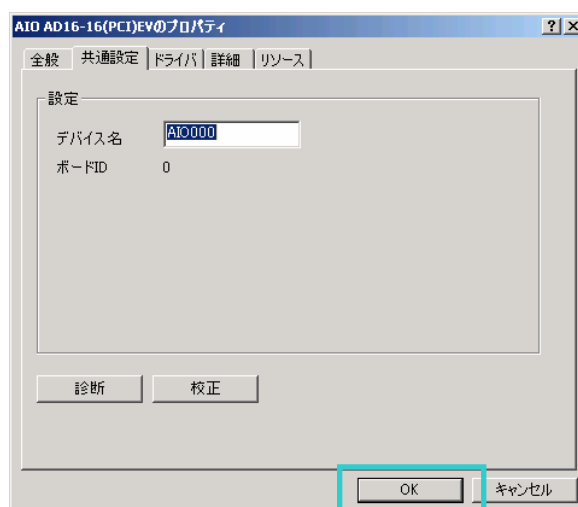 AIO AD16-16(PCI)EVのプロパティ
全般 共通設定 ドライバ 詳細 リソース
設定
デバイス名 AIO000
ボードID 0
診断 校正
OK キャンセル